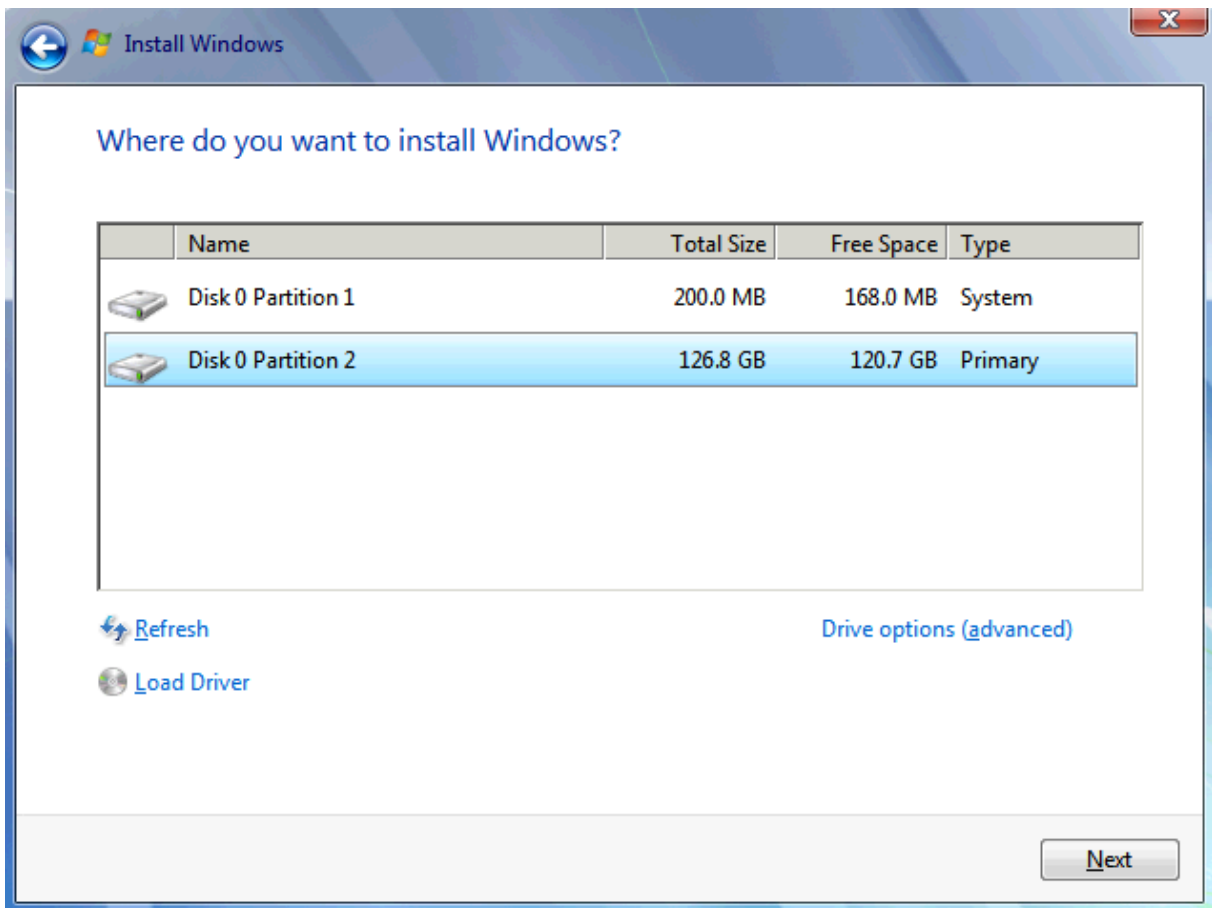 Install Windows
Where do you want to install Windows?
Name Total Size Free Space Type
Disk 0 Partition 1 200.0 MB 168.0 MB System
Disk 0 Partition 2 126.8 GB 120.7 GB Primary
Refresh Drive options (advanced)
Load Driver
Next